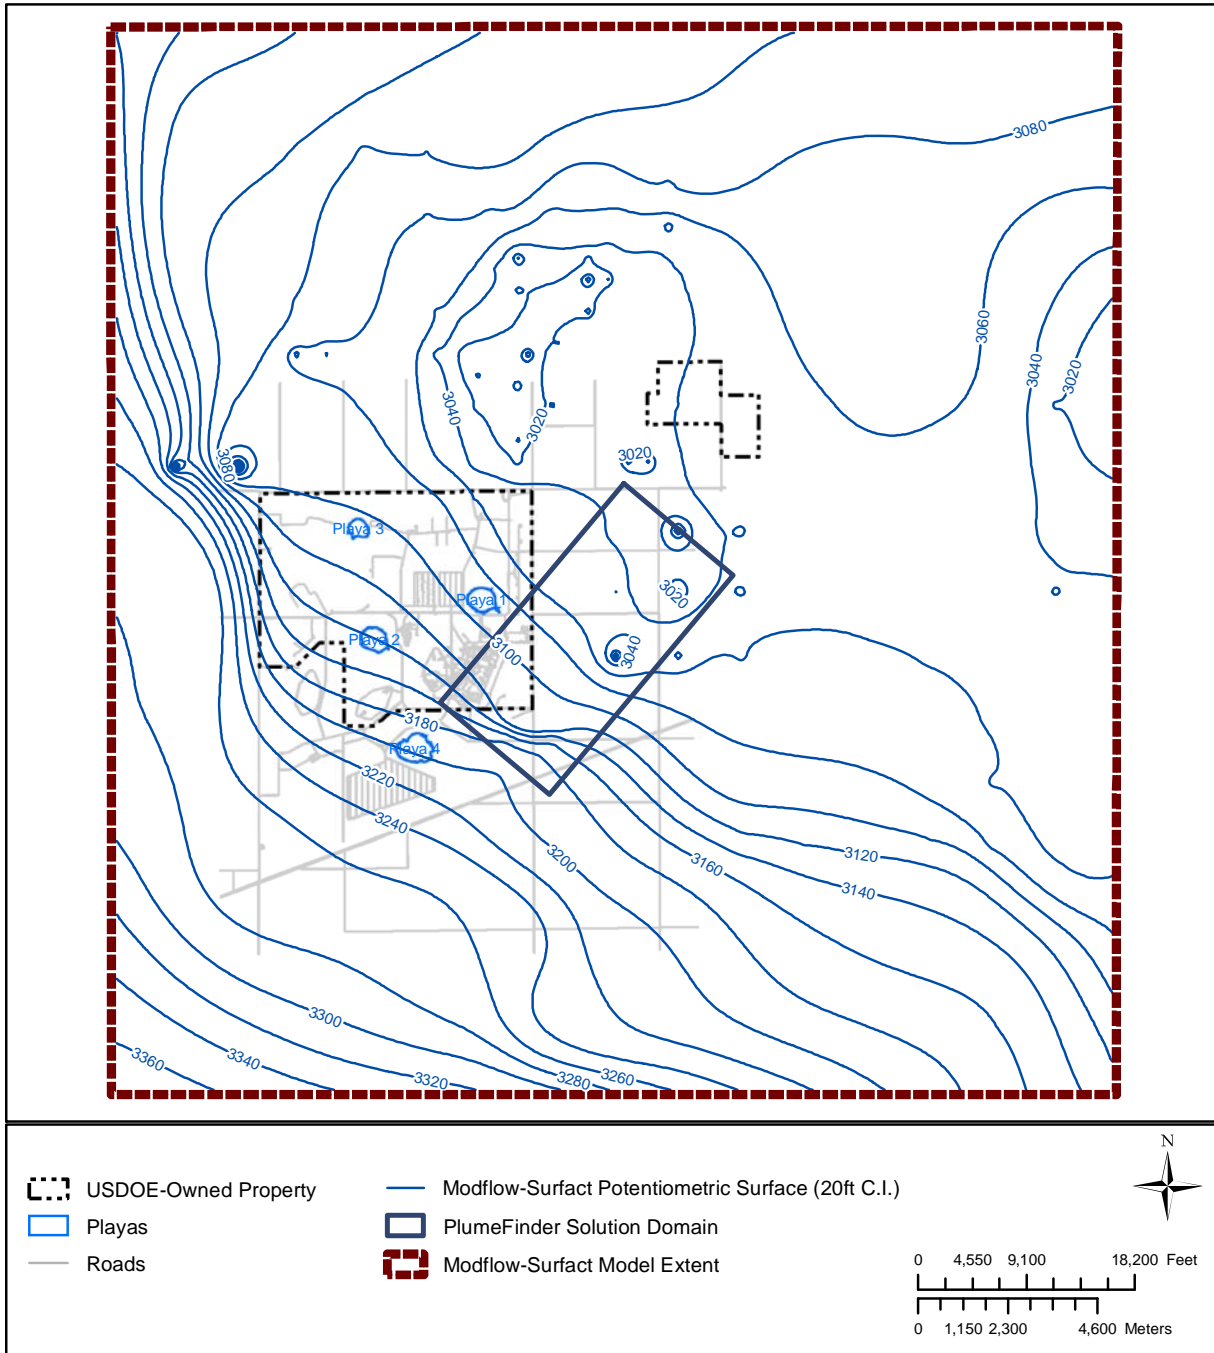 3080
3060
3040
3020
3040
3020
3020
3080
Playa 3
Playa 1
3020
Playa 2
3100
3040
3180
Playa 4
3220
3240
3200
3160
3120
3140
3300
3360
3340
3320
3280
3260
N
USDOE-Owned Property
Modflow-Surfact Potentiometric Surface (20ft C.I.)
Playas
PlumeFinder Solution Domain
Roads
Modflow-Surfact Model Extent
0 4,550 9,100 18,200 Feet
0 1,150 2,300 4,600 Meters